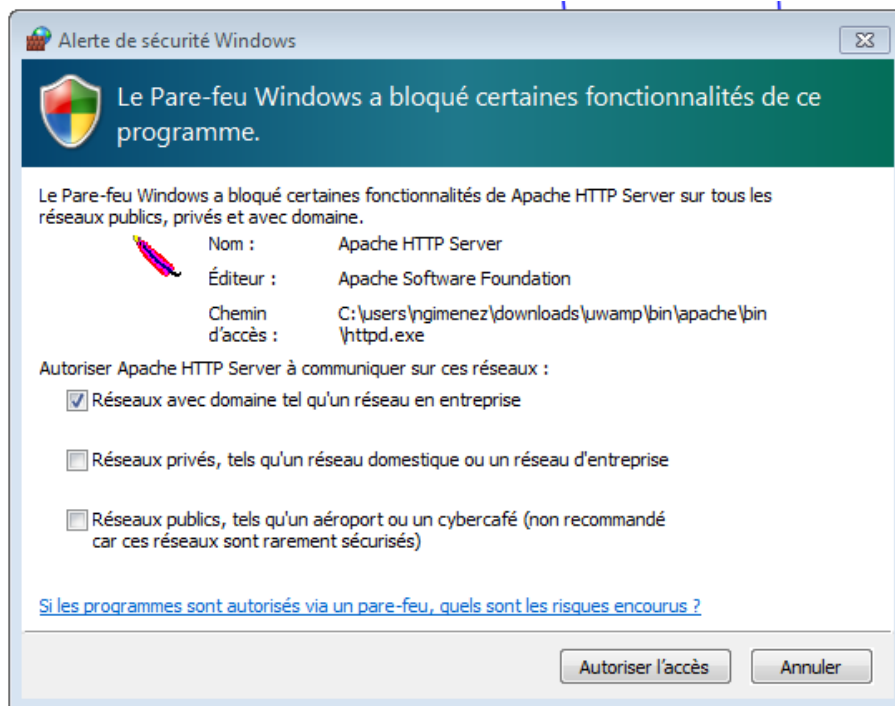 Alerte de sécurité Windows
Le Pare-feu Windows a bloqué certaines fonctionnalités de ce
programme.
Le Pare-feu Windows a bloqué certaines fonctionnalités de Apache HTTP Server sur tous les
réseaux publics, privés et avec domaine.
Nom : Apache HTTP Server
Éditeur : Apache Software Foundation
Chemin C:\users\ngimenez\downloads\uwamp\bin\apache\bin
d'accès : \httpd.exe
Autoriser Apache HTTP Server à communiquer sur ces réseaux :
Réseaux avec domaine tel qu'un réseau en entreprise
Réseaux privés, tels qu'un réseau domestique ou un réseau d'entreprise
Réseaux publics, tels qu'un aéroport ou un cybercafé (non recommandé
car ces réseaux sont rarement sécurisés)
Si les programmes sont autorisés via un pare-feu, quels sont les risques encourus ?
Autoriser l'accès Annuler